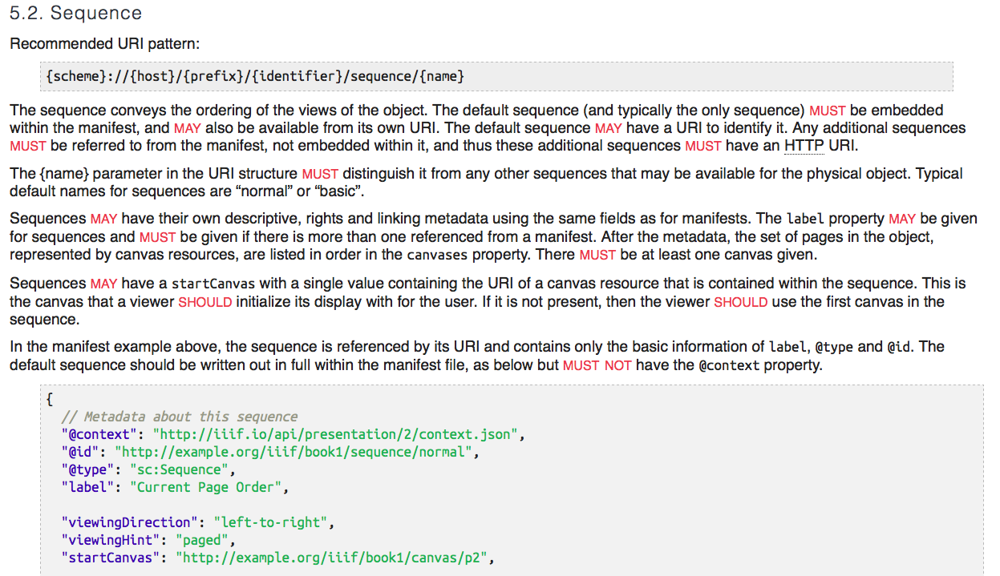 5.2. Sequence
Recommended URI pattern:
{scheme}://{host}/{prefix}/{identifier}/sequence/{name}
The sequence conveys the ordering of the views of the object. The default sequence (and typically the only sequence) MUST be embedded
within the manifest, and MAY also be available from its own URI. The default sequence MAY have a URI to identify it. Any additional sequences
MUST be referred to from the manifest, not embedded within it, and thus these additional sequences MUST have an HTTP URI.
The {name} parameter in the URI structure MUST distinguish it from any other sequences that may be available for the physical object. Typical
default names for sequences are “normal” or “basic”.
Sequences MAY have their own descriptive, rights and linking metadata using the same fields as for manifests. The label property MAY be given
for sequences and MUST be given if there is more than one referenced from a manifest. After the metadata, the set of pages in the object,
represented by canvas resources, are listed in order in the canvases property. There MUST be at least one canvas given.
Sequences MAY have a startCanvas with a single value containing the URI of a canvas resource that is contained within the sequence. This is
the canvas that a viewer SHOULD initialize its display with for the user. If it is not present, then the viewer SHOULD use the first canvas in the
sequence.
In the manifest example above, the sequence is referenced by its URI and contains only the basic information of label, @type and @id. The
default sequence should be written out in full within the manifest file, as below but MUST NOT have the @context property.
{
// Metadata about this sequence
"@context": "http://iiif.io/api/presentation/2/context.json",
"@id": "http://example.org/iiif/book1/sequence/normal",
"@type": "sc:Sequence",
"label": "Current Page Order",
"viewingDirection": "left-to-right",
"viewingHint": "paged",
"startCanvas": "http://example.org/iiif/book1/canvas/p2",